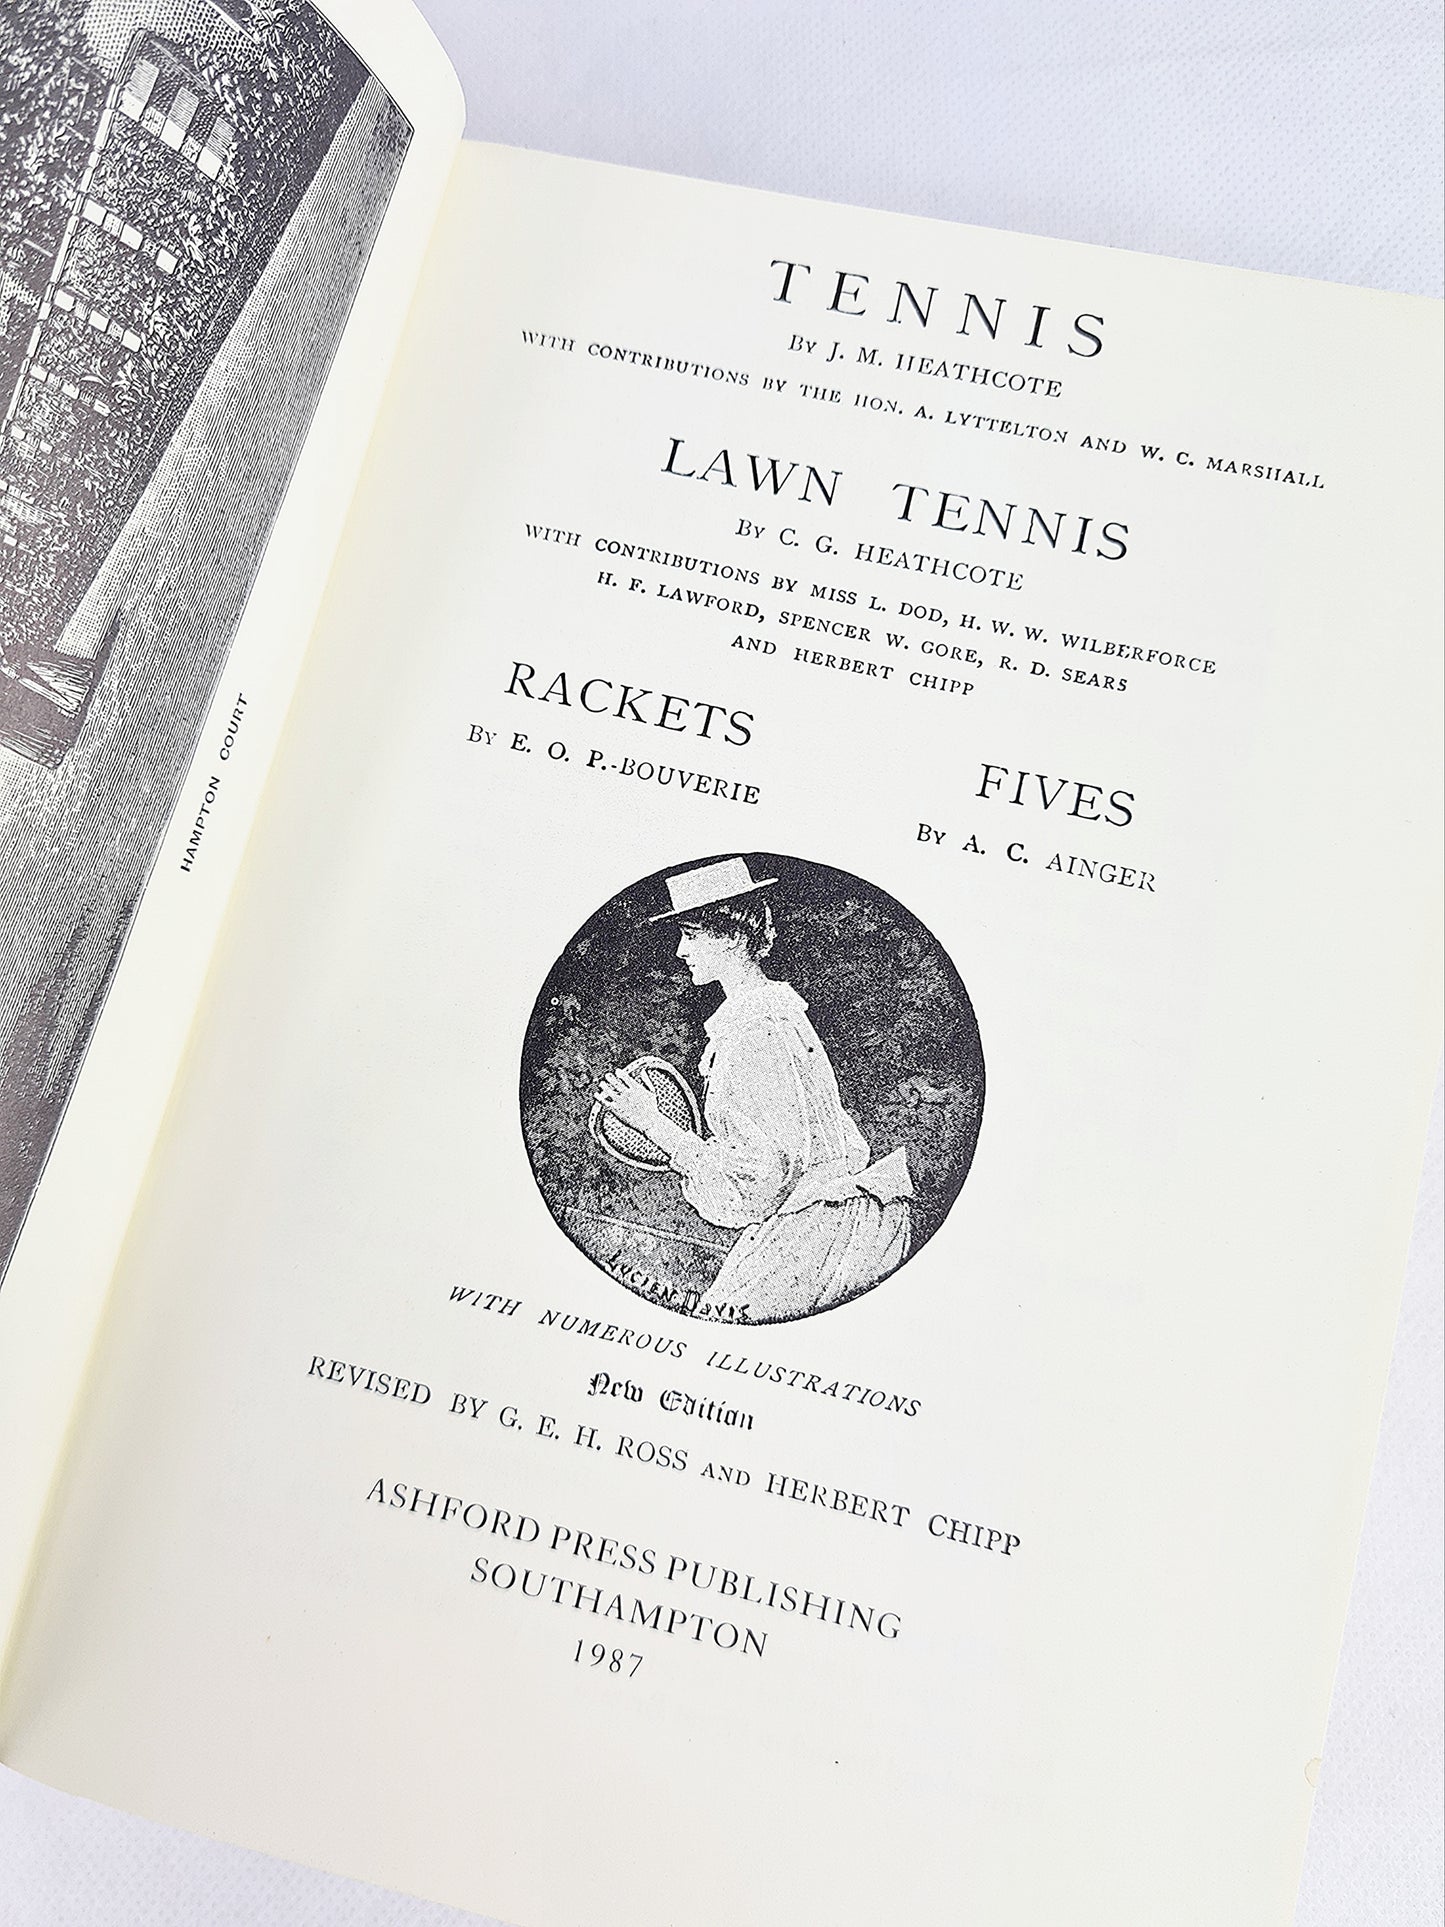 HAMPTON COURT
TENNIS
BY J. M. HEATHCOTE
WITH CONTRIBUTIONS BY THE HON. A. LYTTELTON AND W. C. MARSHALL
LAWN TENNIS
BY C. G. HEATHCOTE
WITH CONTRIBUTIONS BY MISS L. DOD, H. W. W. WILBERFORCE
H. F. LAWFORD, SPENCER W. GORE, R. D. SEARS
AND HERBERT CHIPP
RACKETS
BY E. O. P.-BOUVERIE
FIVES
BY A. C. AINGER
LUCIEN DAVIS
WITH NUMEROUS ILLUSTRATIONS
New Edition
REVISED BY G. E. H. ROSS AND HERBERT CHIPP
ASHFORD PRESS PUBLISHING
SOUTHAMPTON
1987